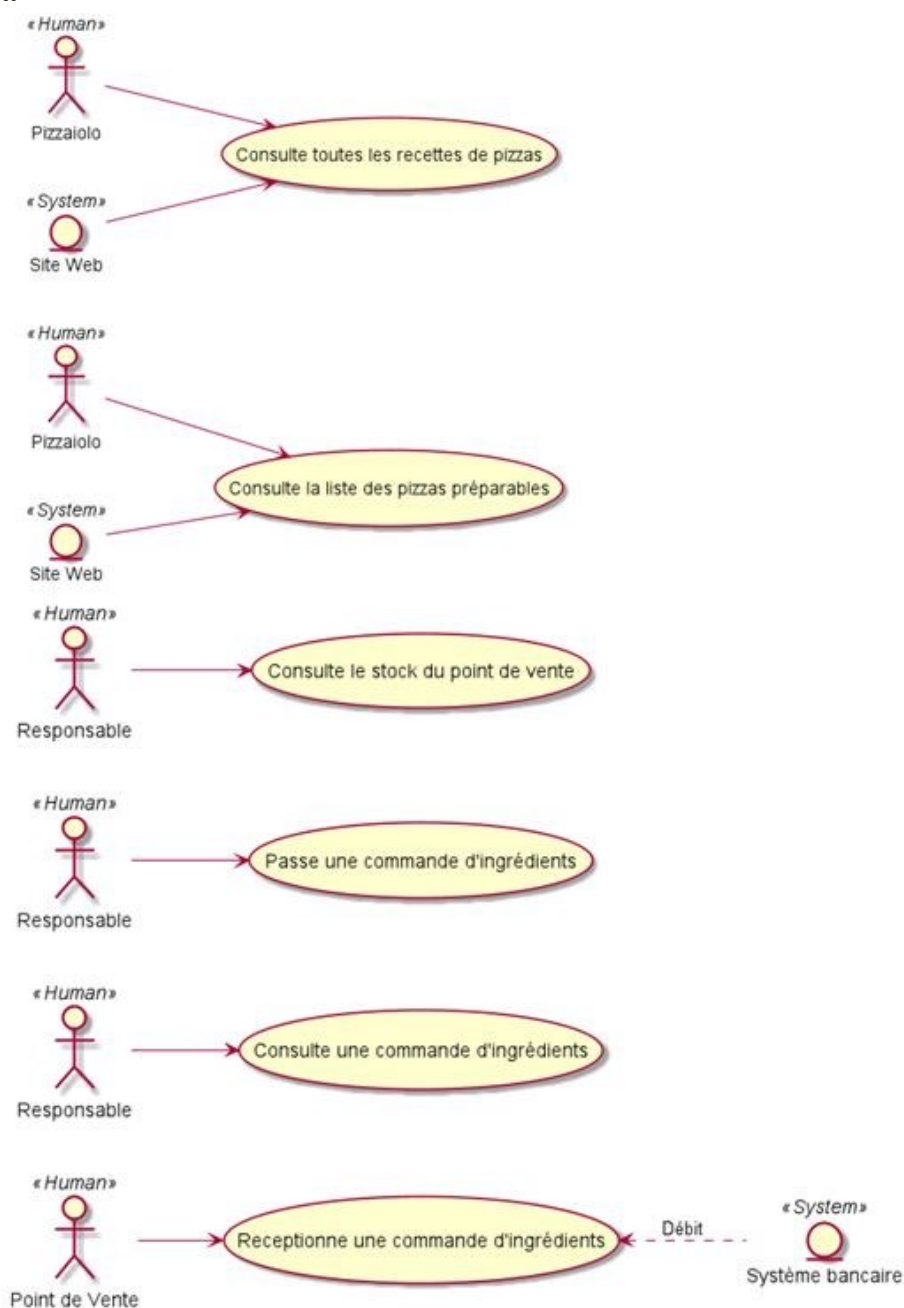 «Human»
Pizzaiolo
Consulte toutes les recettes de pizzas
«System»
Site Web
«Human»
Pizzaiolo
Consulte la liste des pizzas préparables
«System»
Site Web
«Human»
Consulte le stock du point de vente
Responsable
«Human»
Passe une commande d'ingrédients
Responsable
«Human»
Consulte une commande d'ingrédients
Responsable
«Human»
Receptionne une commande d'ingrédients
Débit
«System»
Système bancaire
Point de Vente